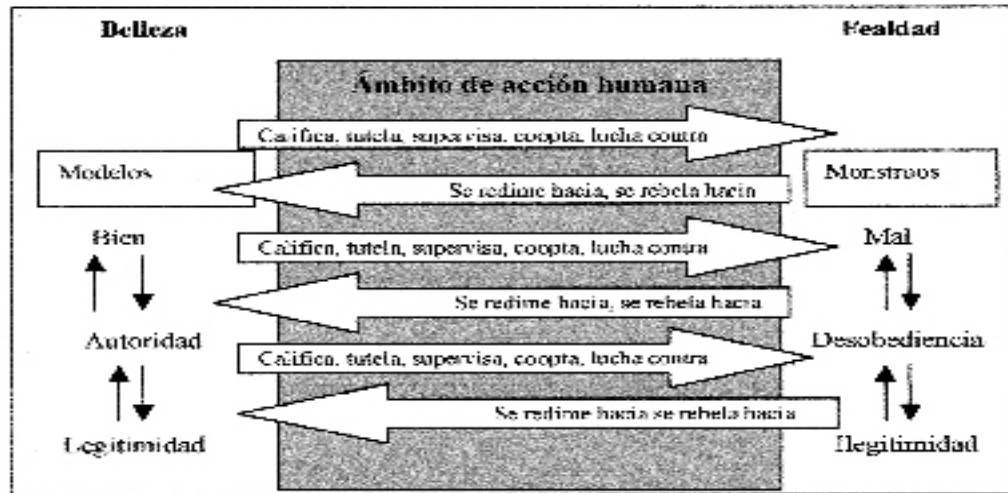 Belleza
Fealdad
Ámbito de acción humana
Califica, tutela, supervisa, coopta, lucha contra
Modelos
Monstruos
Se redime hacia, se rebela hacia
Bien
Mal
Califica, tutela, supervisa, coopta, lucha contra
Se redime hacia, se rebela hacia
Autoridad
Desobediencia
Califica, tutela, supervisa, coopta, lucha contra
Se redime hacia se rebela hacia
Legitimidad
Ilegitimidad